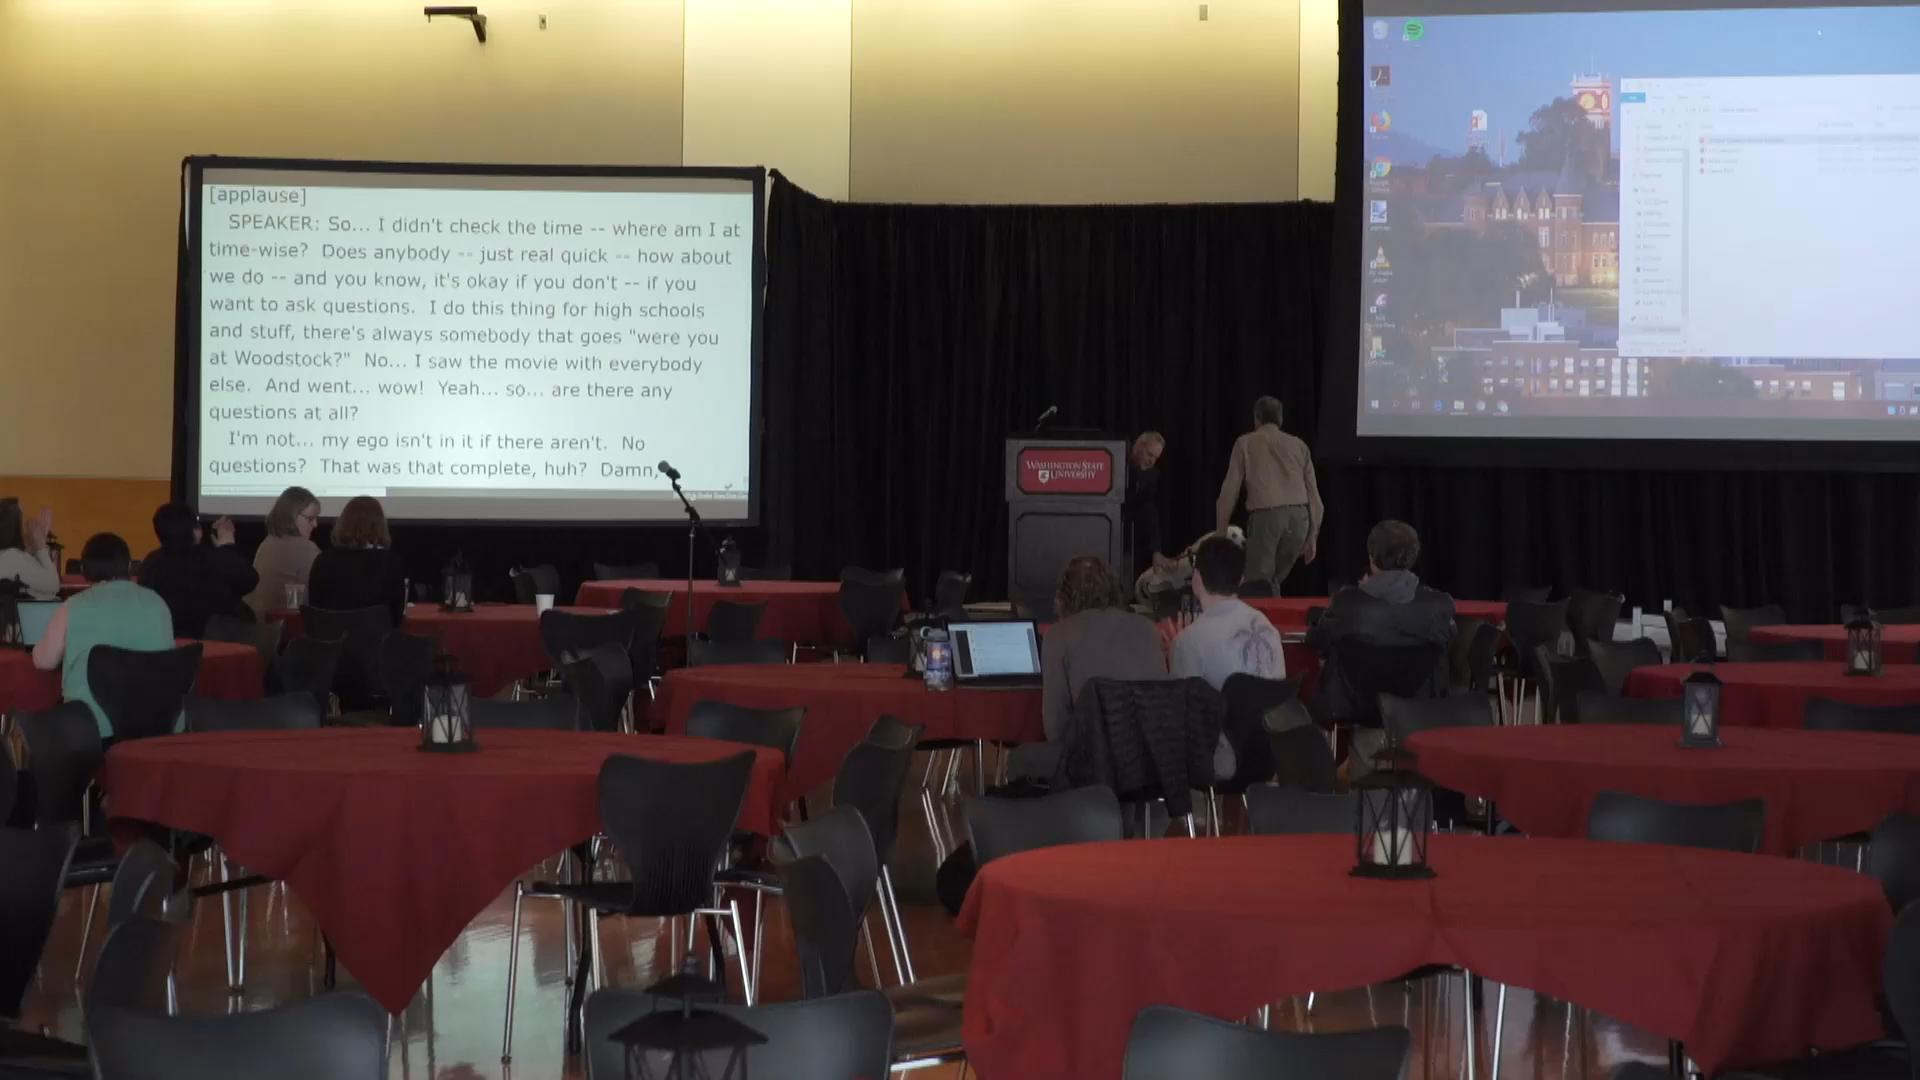 [applause]
SPEAKER: So... I didn't check the time -- where am I at
time-wise? Does anybody -- just real quick -- how about
we do -- and you know, it's okay if you don't -- if you
want to ask questions. I do this thing for high schools
and stuff, there's always somebody that goes "were you
at Woodstock?" No... I saw the movie with everybody
else. And went... wow! Yeah... so... are there any
questions at all?
I'm not... my ego isn't in it if there aren't. No
questions? That was that complete, huh? Damn,
WASHINGTON STATE
UNIVERSITY